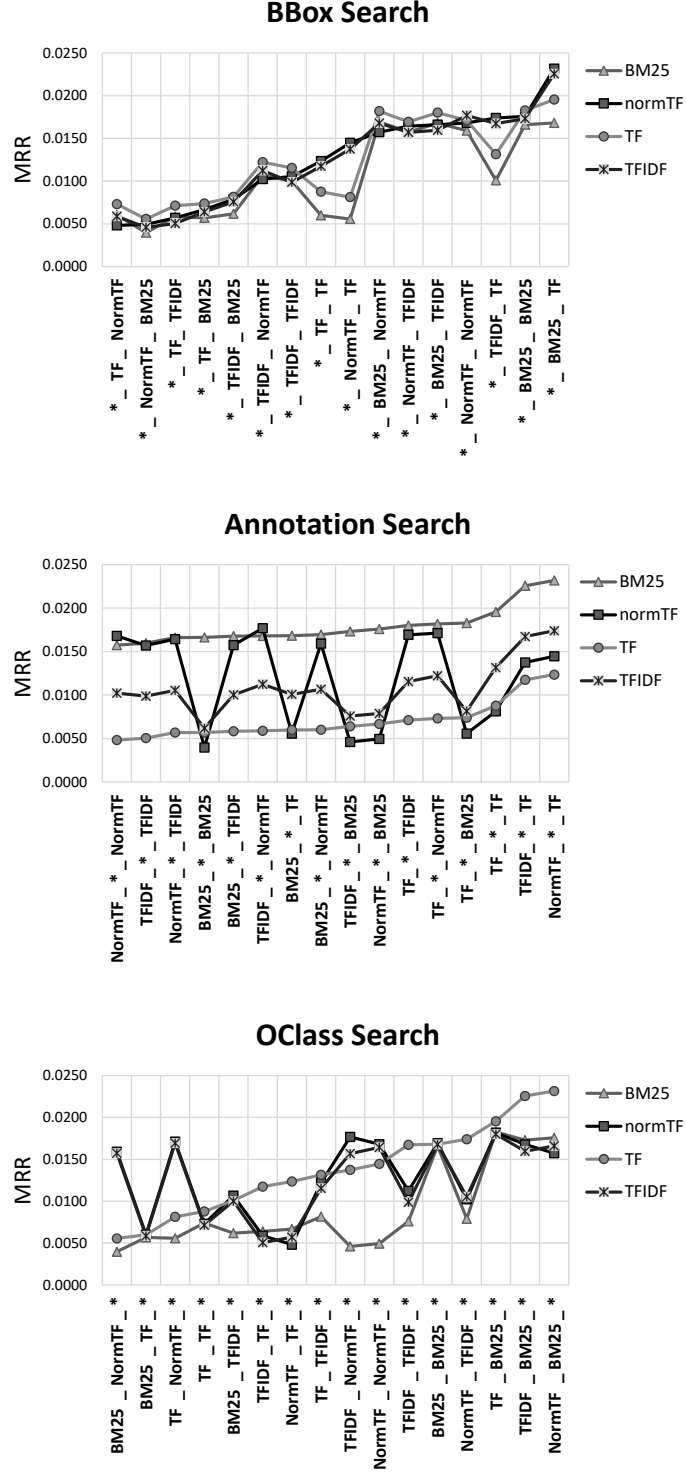 BBox Search
0.0250
0.0200
0.0150
0.0100
0.0050
0.0000
MRR
BM25
normTF
TF
TFIDF
*_ TF _ NormTF
*_ NormTF _ BM25
*_ TF _ TFIDF
*_ TF _ BM25
*_ TFIDF _ BM25
*_ TFIDF _ NormTF
*_ TFIDF _ TFIDF
*_ TF _ TF
*_ NormTF _ TF
*_ BM25 _ NormTF
*_ NormTF _ TFIDF
*_ BM25 _ TFIDF
*_ NormTF _ NormTF
*_ TFIDF _ TF
*_ BM25 _ BM25
*_ BM25 _ TF
Annotation Search
0.0250
0.0200
0.0150
0.0100
0.0050
0.0000
MRR
BM25
normTF
TF
TFIDF
NormTF _*_ NormTF
TFIDF _*_ TFIDF
NormTF _*_ TFIDF
BM25 _*_ BM25
BM25 _*_ TFIDF
TFIDF _*_ NormTF
BM25 _*_ TF
BM25 _*_ NormTF
TFIDF _*_ BM25
NormTF _*_ BM25
TF _*_ TFIDF
TF _*_ NormTF
TF _*_ BM25
TF _*_ TF
TFIDF _*_ TF
NormTF _*_ TF
OClass Search
0.0250
0.0200
0.0150
0.0100
0.0050
0.0000
MRR
BM25
normTF
TF
TFIDF
BM25 _ NormTF _*
BM25 _ TF _*
TF _ NormTF _*
TF _ TF _*
BM25 _ TFIDF _*
TFIDF _ TF _*
NormTF _ TF _*
TF _ TFIDF _*
TFIDF _ NormTF _*
NormTF _ NormTF _*
TFIDF _ TFIDF _*
BM25 _ BM25 _*
NormTF _ TFIDF _*
TF _ BM25 _*
TFIDF _ BM25 _*
NormTF _ BM25 _*